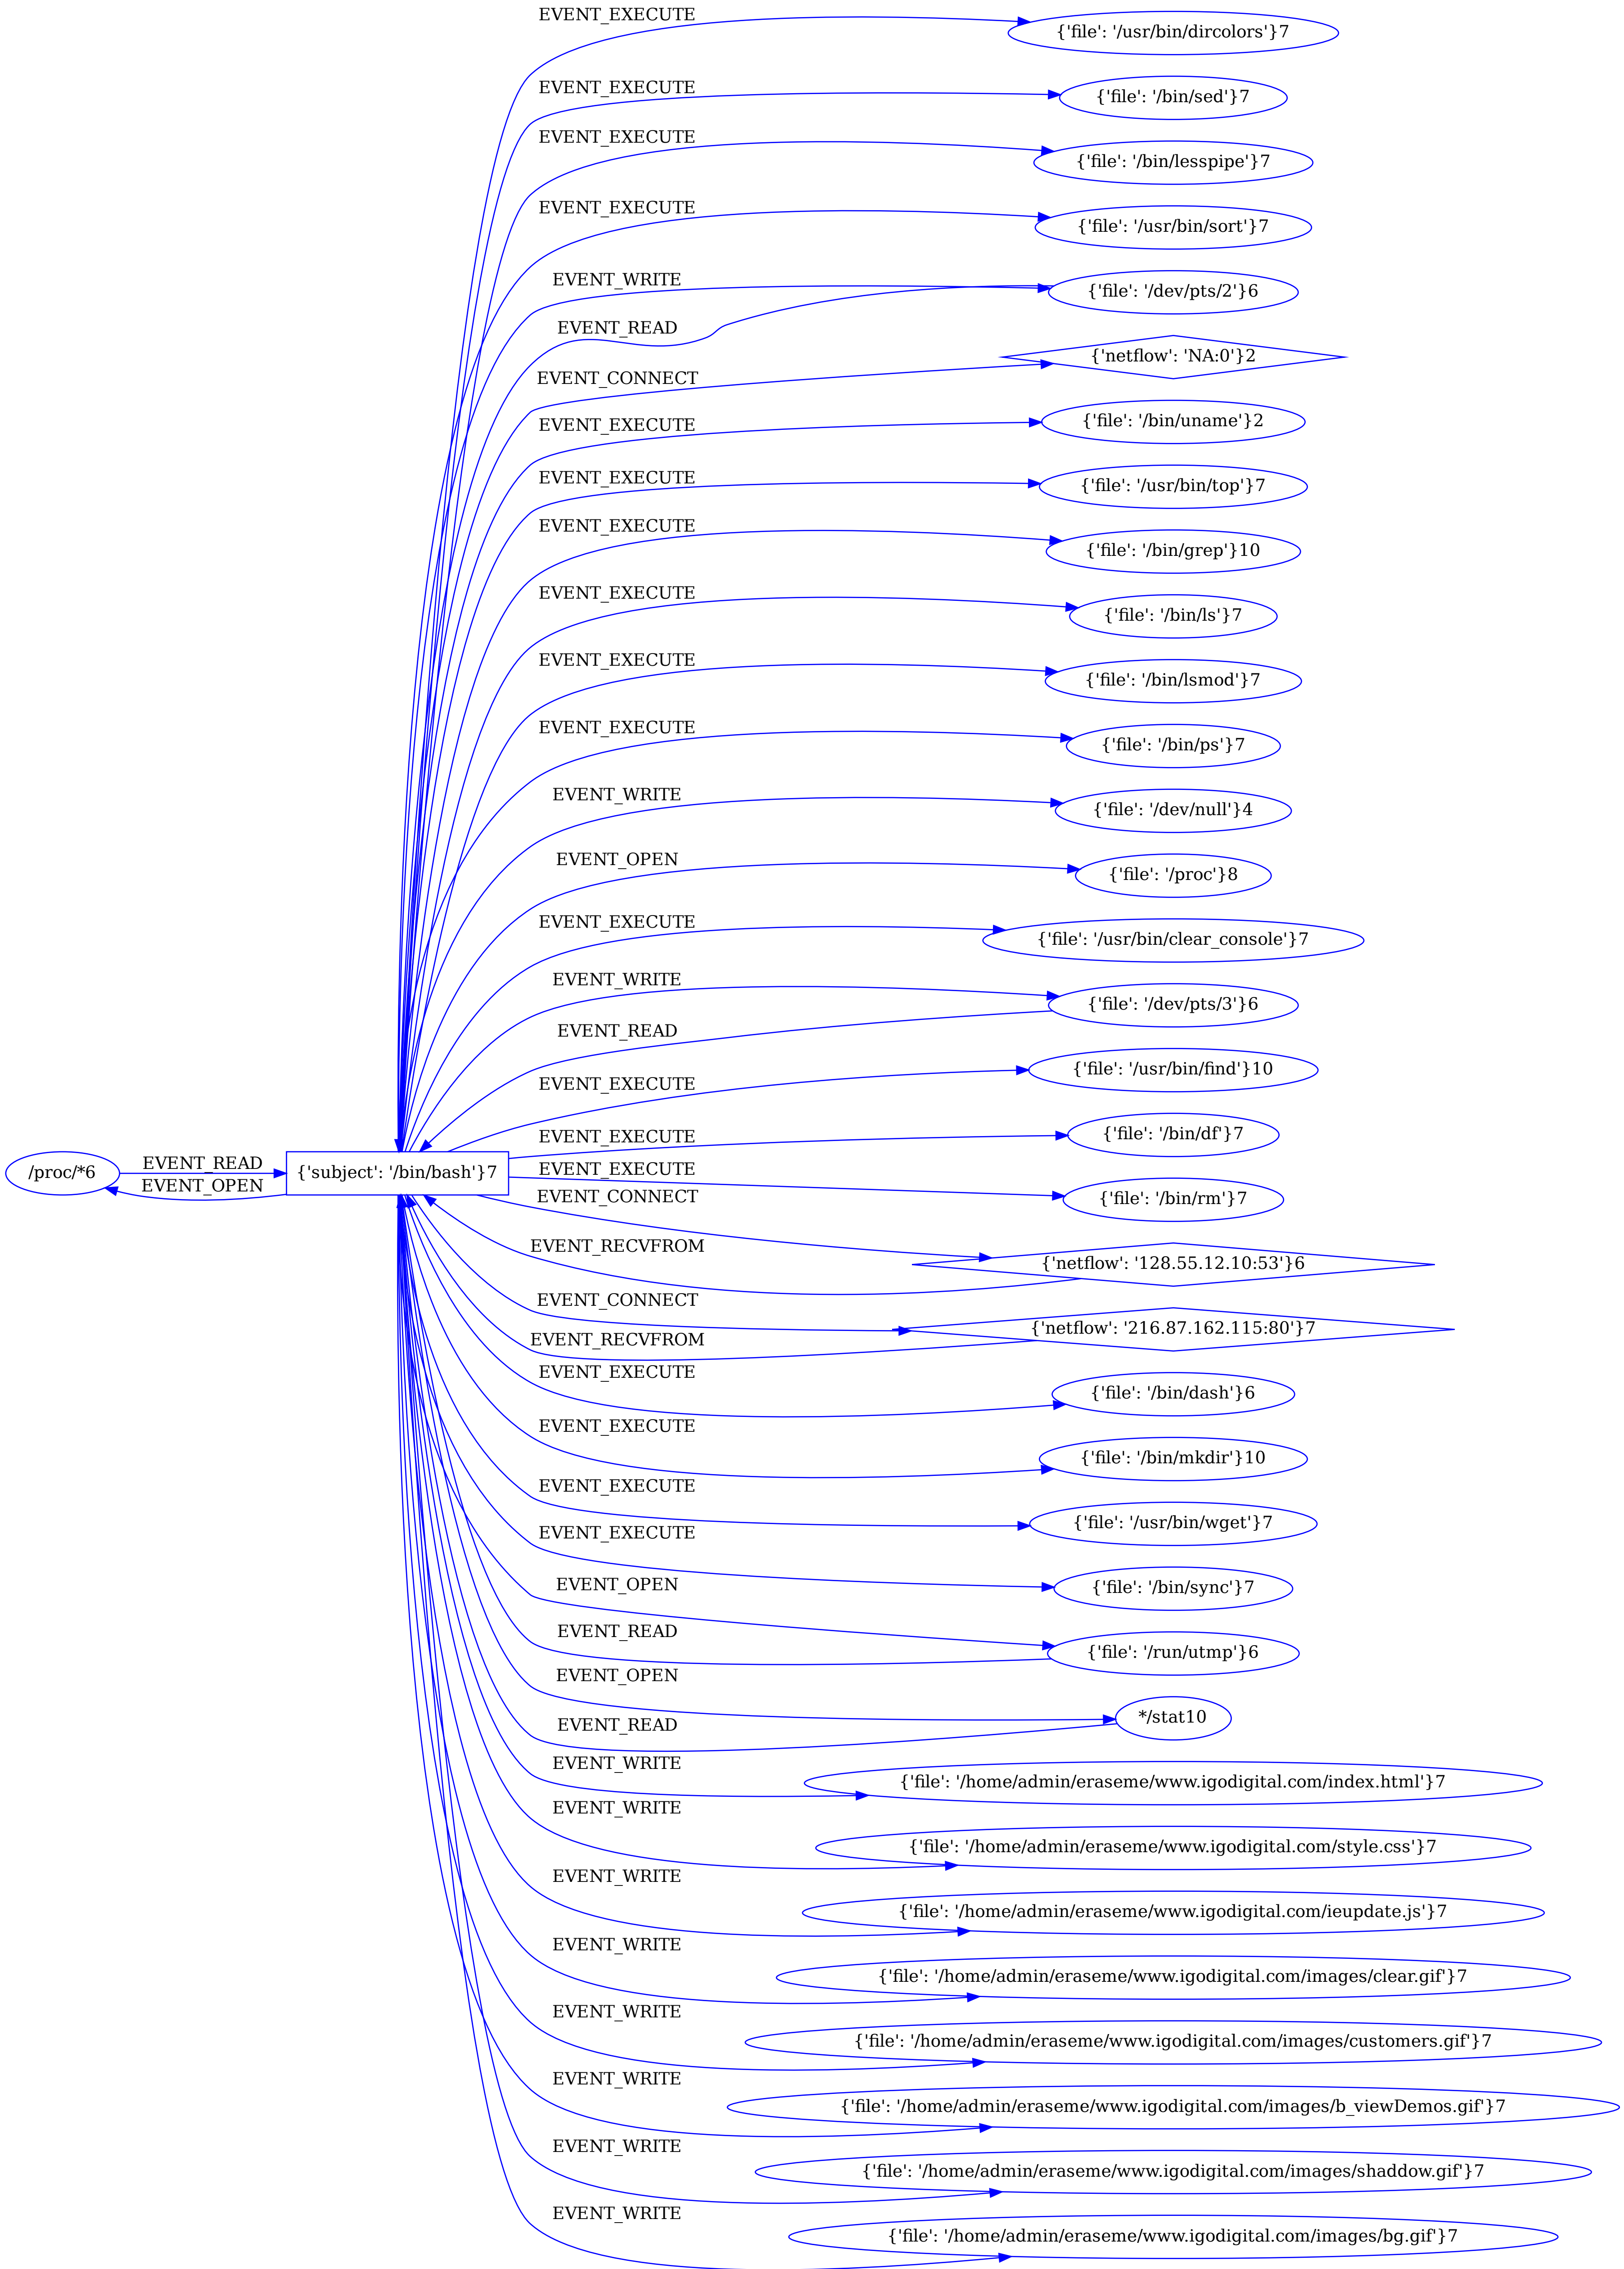 EVENT_EXECUTE
{'file': '/usr/bin/dircolors'}7
EVENT_EXECUTE
{'file': '/bin/sed'}7
EVENT_EXECUTE
{'file': '/bin/lesspipe'}7
EVENT_EXECUTE
{'file': '/usr/bin/sort'}7
EVENT_WRITE
{'file': '/dev/pts/2'}6
EVENT_READ
{'netflow': 'NA:0'}2
EVENT_CONNECT
{'file': '/bin/uname'}2
EVENT_EXECUTE
EVENT_EXECUTE
{'file': '/usr/bin/top'}7
EVENT_EXECUTE
{'file': '/bin/grep'}10
EVENT_EXECUTE
{'file': '/bin/ls'}7
EVENT_EXECUTE
{'file': '/bin/lsmod'}7
EVENT_EXECUTE
{'file': '/bin/ps'}7
EVENT_WRITE
{'file': '/dev/null'}4
EVENT_OPEN
{'file': '/proc'}8
EVENT_EXECUTE
{'file': '/usr/bin/clear_console'}7
EVENT_WRITE
{'file': '/dev/pts/3'}6
EVENT_READ
{'file': '/usr/bin/find'}10
EVENT_EXECUTE
{'file': '/bin/df'}7
EVENT_EXECUTE
/proc/*6
EVENT_READ
EVENT_OPEN
{'subject': '/bin/bash'}7
EVENT_EXECUTE
{'file': '/bin/rm'}7
EVENT_CONNECT
EVENT_RECVFROM
{'netflow': '128.55.12.10:53'}6
EVENT_CONNECT
{'netflow': '216.87.162.115:80'}7
EVENT_RECVFROM
EVENT_EXECUTE
{'file': '/bin/dash'}6
EVENT_EXECUTE
{'file': '/bin/mkdir'}10
EVENT_EXECUTE
{'file': '/usr/bin/wget'}7
EVENT_EXECUTE
{'file': '/bin/sync'}7
EVENT_OPEN
EVENT_READ
{'file': '/run/utmp'}6
EVENT_OPEN
*/stat10
EVENT_READ
EVENT_WRITE
{'file': '/home/admin/eraseme/www.igodigital.com/index.html'}7
EVENT_WRITE
{'file': '/home/admin/eraseme/www.igodigital.com/style.css'}7
EVENT_WRITE
{'file': '/home/admin/eraseme/www.igodigital.com/ieupdate.js'}7
EVENT_WRITE
{'file': '/home/admin/eraseme/www.igodigital.com/images/clear.gif'}7
EVENT_WRITE
{'file': '/home/admin/eraseme/www.igodigital.com/images/customers.gif'}7
EVENT_WRITE
{'file': '/home/admin/eraseme/www.igodigital.com/images/b_viewDemos.gif'}7
EVENT_WRITE
{'file': '/home/admin/eraseme/www.igodigital.com/images/shaddow.gif'}7
EVENT_WRITE
{'file': '/home/admin/eraseme/www.igodigital.com/images/bg.gif'}7